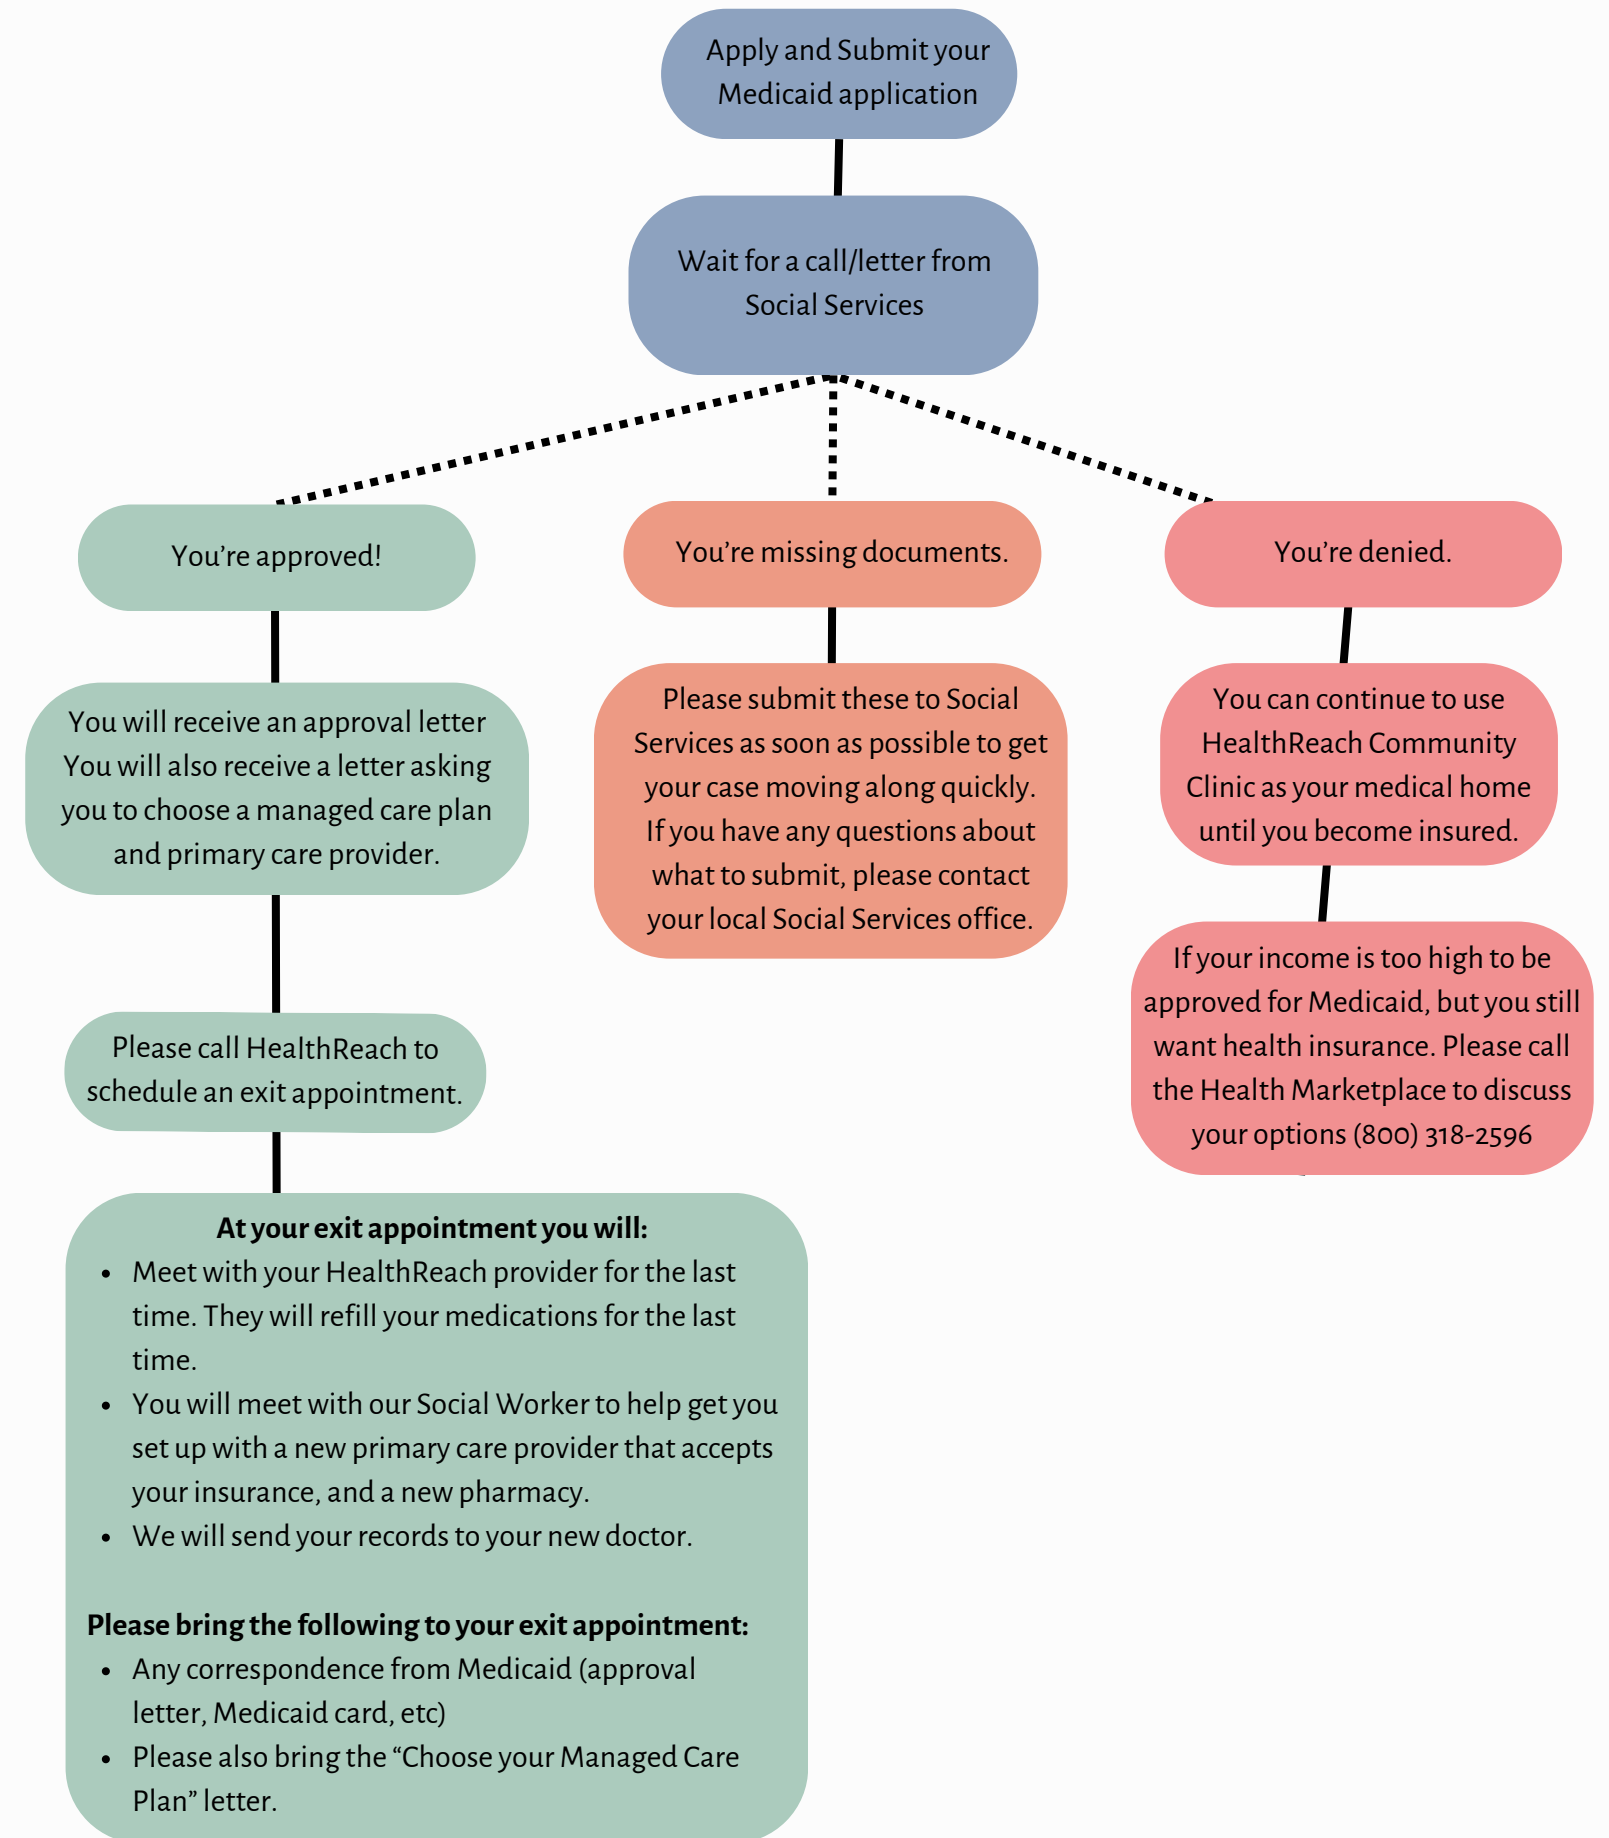 Apply and Submit your
Medicaid application
Wait for a call/letter from
Social Services
You’re approved!
You will receive an approval letter
You will also receive a letter asking
you to choose a managed care plan
and primary care provider.
Please call HealthReach to
schedule an exit appointment.
At your exit appointment you will:
• Meet with your HealthReach provider for the last
time. They will refill your medications for the last
time.
• You will meet with our Social Worker to help get you
set up with a new primary care provider that accepts
your insurance, and a new pharmacy.
• We will send your records to your new doctor.
Please bring the following to your exit appointment:
• Any correspondence from Medicaid (approval
letter, Medicaid card, etc)
• Please also bring the “Choose your Managed Care
Plan” letter.
You’re missing documents.
Please submit these to Social
Services as soon as possible to get
your case moving along quickly.
If you have any questions about
what to submit, please contact
your local Social Services office.
You’re denied.
You can continue to use
HealthReach Community
Clinic as your medical home
until you become insured.
If your income is too high to be
approved for Medicaid, but you still
want health insurance. Please call
the Health Marketplace to discuss
your options (800) 318-2596